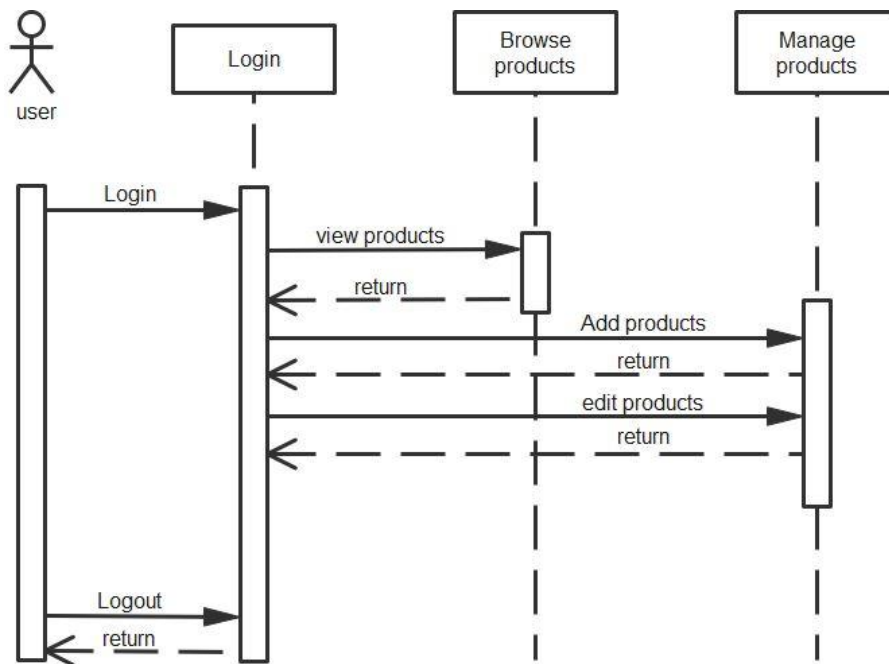 user
Login
Browse
products
Manage
products
Login
view products
return
Add products
return
edit products
return
Logout
return